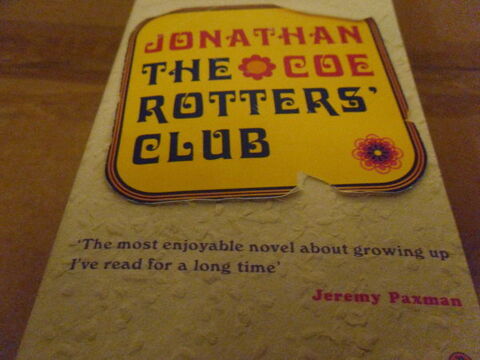 JONATHAN
THE COE
ROTTERS'
CLUB
'The most enjoyable novel about growing up
I've read for a long time'
Jeremy Paxman